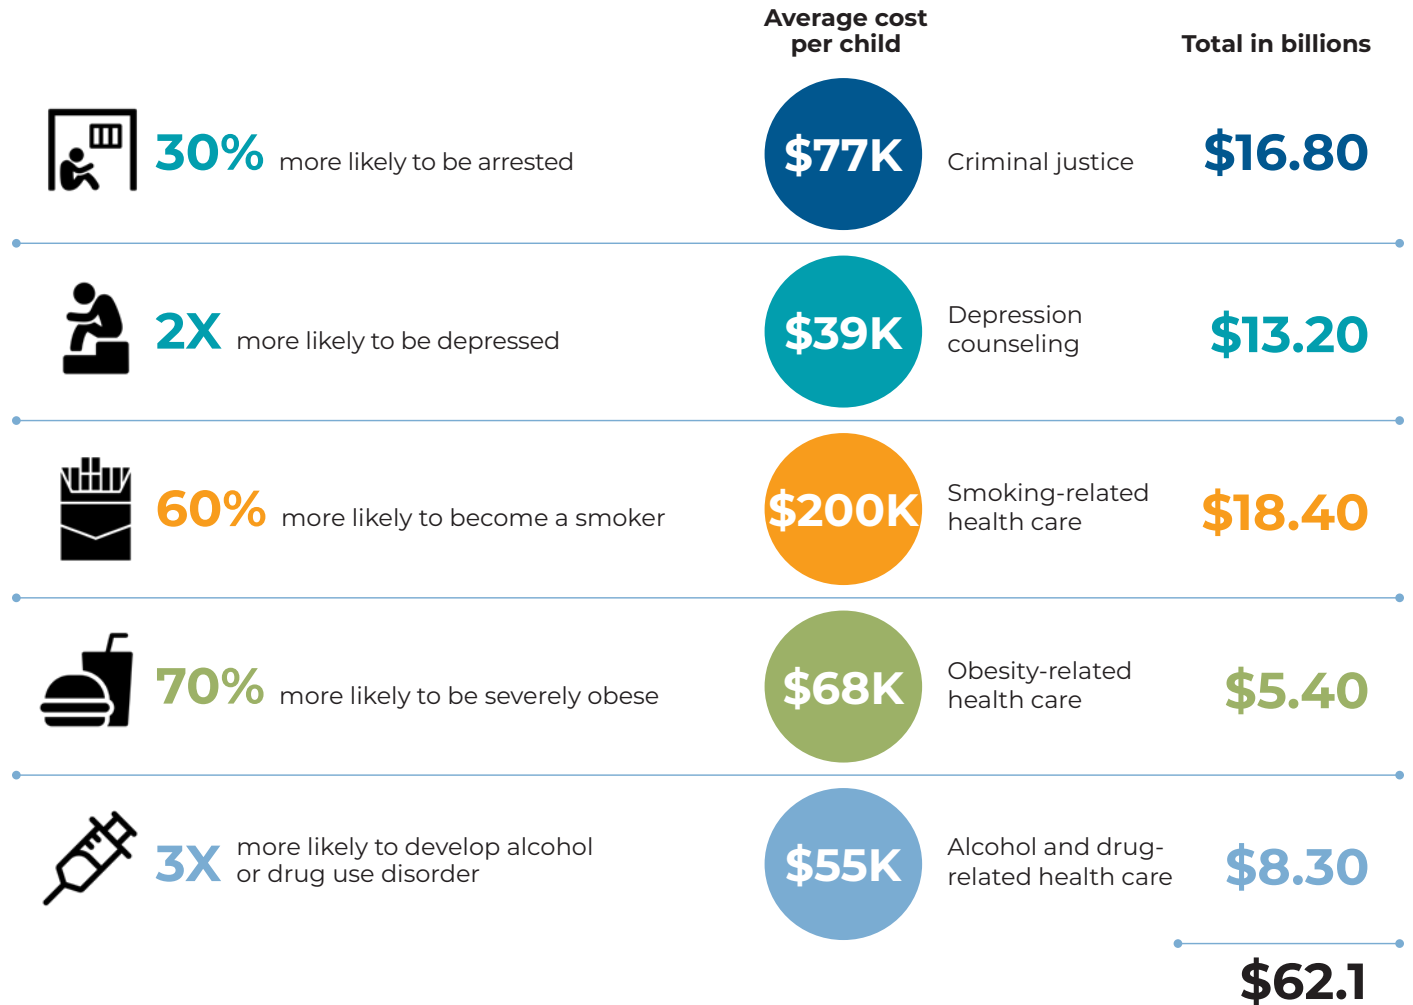 Average cost
per child
Total in billions
30% more likely to be arrested
$77K
Criminal justice
$16.80
2X more likely to be depressed
$39K
Depression
counseling
$13.20
60% more likely to become a smoker
$200K
Smoking-related
health care
$18.40
70% more likely to be severely obese
$68K
Obesity-related
health care
$5.40
3X more likely to develop alcohol
or drug use disorder
$55K
Alcohol and drug-
related health care
$8.30
$62.1